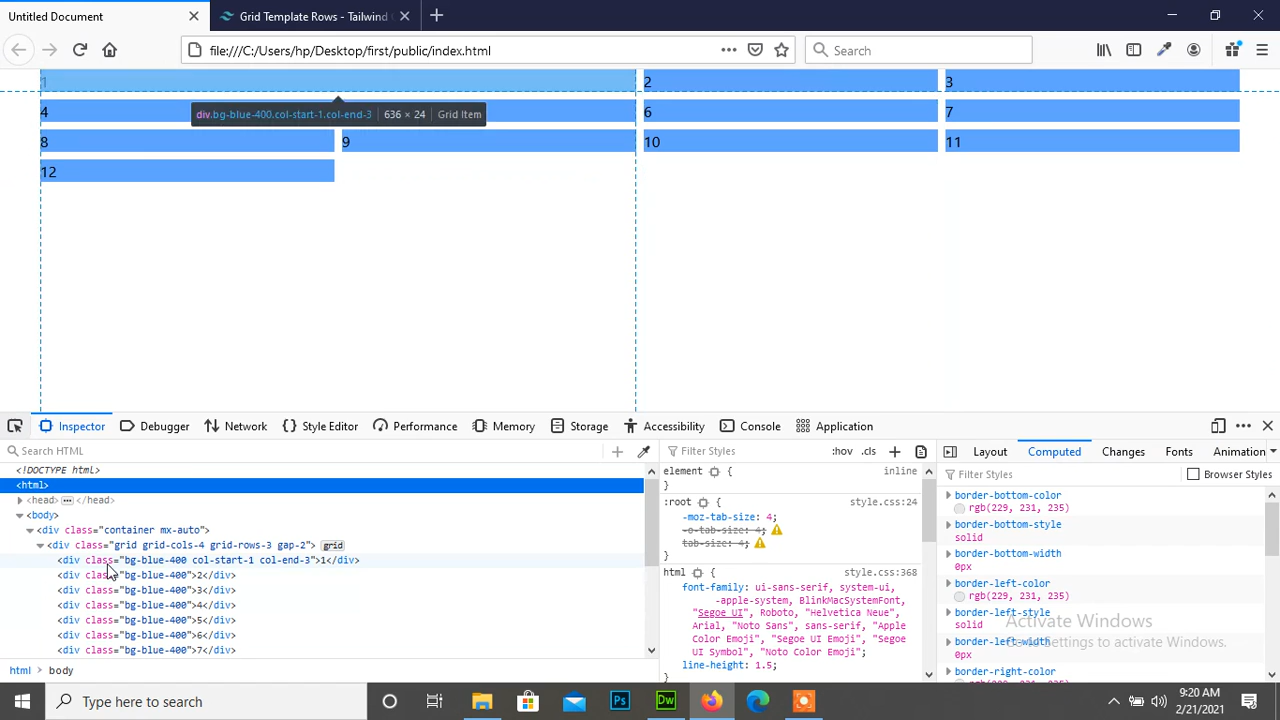 Untitled Document
Grid Template Rows - Tailwind
file:///C:/Users/hp/Desktop/first/public/index.html
Search
1 2 3
4 6 7
div.bg-blue-400.col-start-1.col-end-3 636 × 24 Grid Item
8 9 10 11
12
Inspector Debugger Network Style Editor Performance Memory Storage Accessibility Console Application
Search HTML
Filter Styles
:hov .cls
Layout Computed Changes Fonts Animation
Filter Styles
Browser Styles
<!DOCTYPE html>
<html>
<head> ••• </head>
<body>
<div class="container mx-auto">
<div class="grid grid-cols-4 grid-rows-3 gap-2"> grid
<div class="bg-blue-400 col-start-1 col-end-3">1</div>
<div class="bg-blue-400">2</div>
<div class="bg-blue-400">3</div>
<div class="bg-blue-400">4</div>
<div class="bg-blue-400">5</div>
<div class="bg-blue-400">6</div>
<div class="bg-blue-400">7</div>
html body
element { inline
}
:root { style.css:24
-moz-tab-size: 4;
-o-tab-size: 4;
tab-size: 4;
}
html { style.css:368
font-family: ui-sans-serif, system-ui,
-apple-system, BlinkMacSystemFont,
"Segoe UI", Roboto, "Helvetica Neue",
Arial, "Noto Sans", sans-serif, "Apple
Color Emoji", "Segoe UI Emoji", "Segoe
UI Symbol", "Noto Color Emoji";
line-height: 1.5;
}
border-bottom-color
rgb(229, 231, 235)
border-bottom-style
solid
border-bottom-width
0px
border-left-color
rgb(229, 231, 235)
border-left-style
solid
border-left-width
0px
border-right-color
rgb(229, 231, 235)
Activate Windows
Go to Settings to activate Windows.
Type here to search
Ps
Dw
9:20 AM
2/21/2021